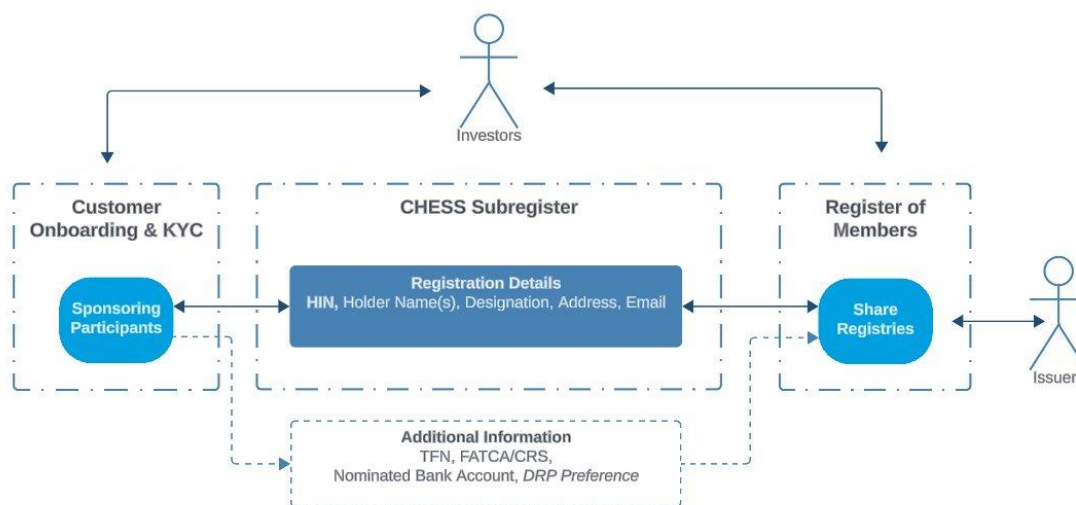 Investors
Customer
Onboarding & KYC
CHESS Subregister
Register of
Members
Registration Details
HIN, Holder Name(s), Designation, Address, Email
Sponsoring
Participants
Share
Registries
Issuer
Additional Information
TFN, FATCA/CRS,
Nominated Bank Account, DRP Preference